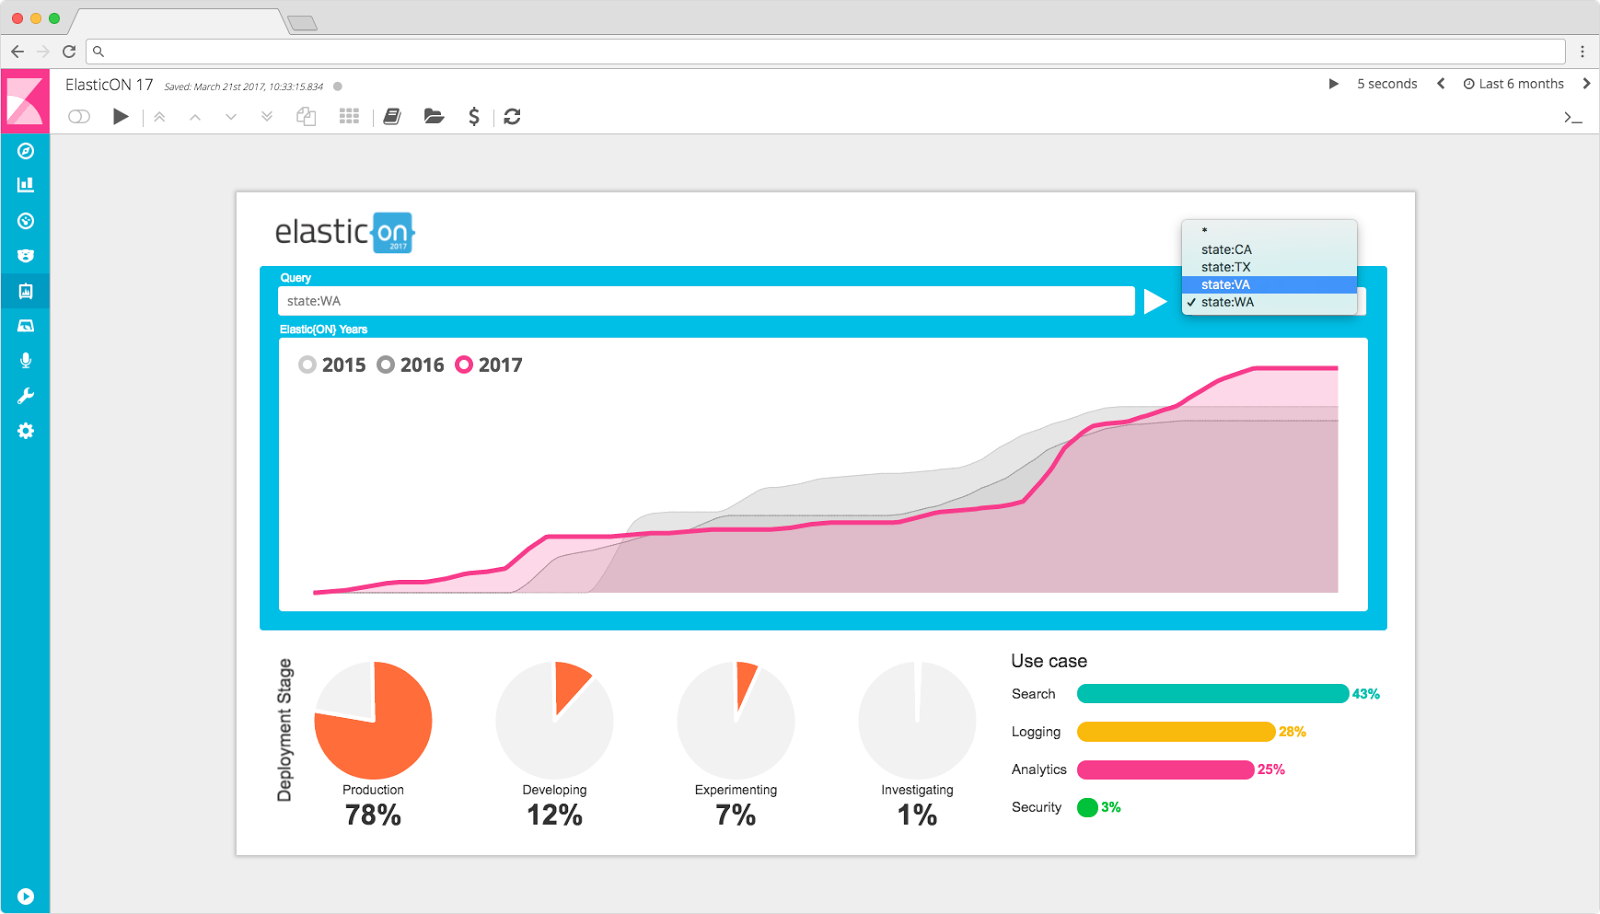 ElasticON 17 Saved: March 21st 2017, 10:33:15.834
5 seconds Last 6 months
elastic on
2017
*
state:CA
state:TX
state:VA
state:WA
Query
state:WA
Elastic{ON} Years
2015 2016 2017
Deployment Stage
Production
78%
Developing
12%
Experimenting
7%
Investigating
1%
Use case
Search 43%
Logging 28%
Analytics 25%
Security 3%